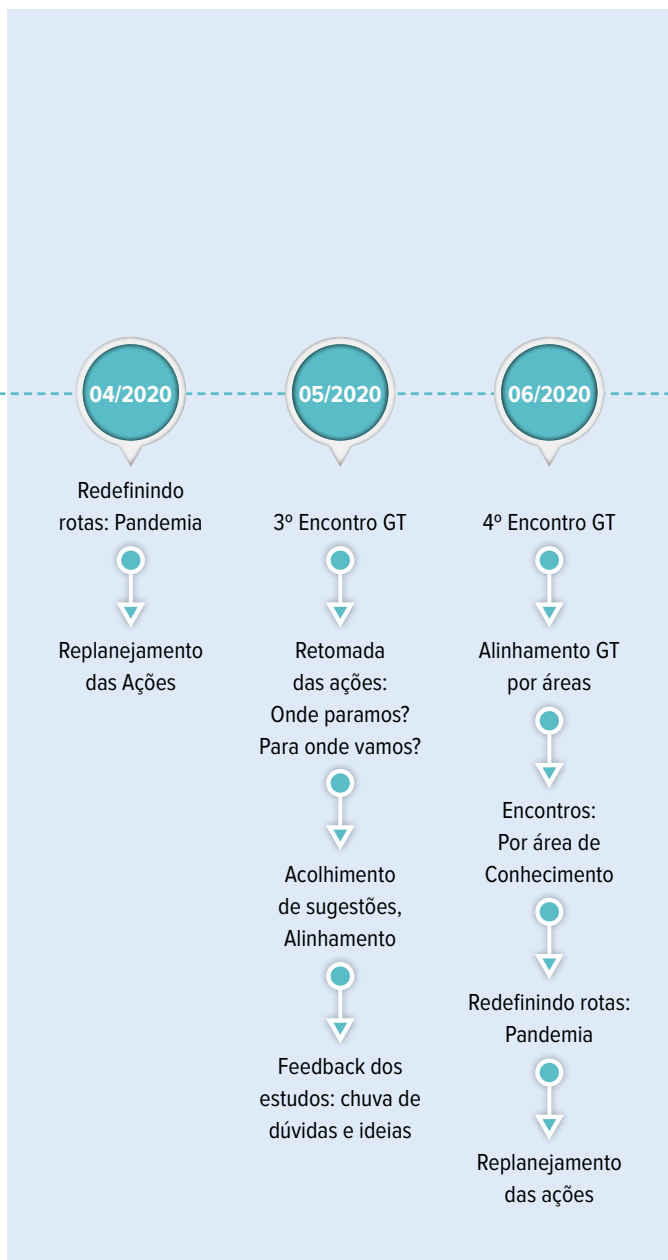 04/2020
Redefinindo
rotas: Pandemia
Replanejamento
das Ações
05/2020
3º Encontro GT
Retomada
das ações:
Onde paramos?
Para onde vamos?
Acolhimento
de sugestões,
Alinhamento
Feedback dos
estudos: chuva de
dúvidas e ideias
06/2020
4º Encontro GT
Alinhamento GT
por áreas
Encontros:
Por área de
Conhecimento
Redefinindo rotas:
Pandemia
Replanejamento
das ações